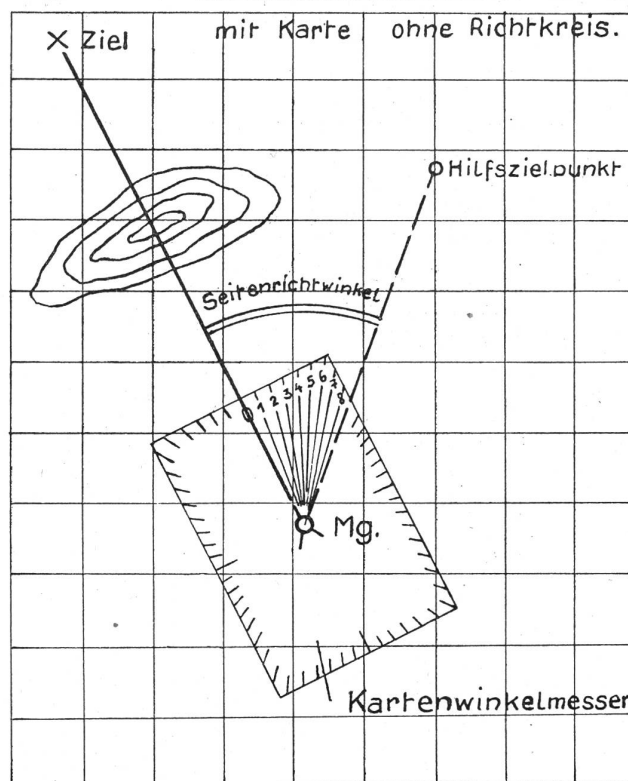 mit Karte ohne Richtkreis.
Ziel
Hilfszielpunkt
Seitenrichtwinkel
0 1 2 3 4 5 6 7 8
Mg.
Kartenwinkelmesser